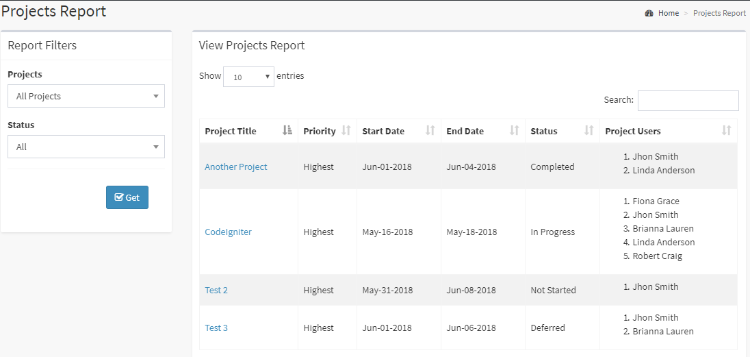 Projects Report
Home > Projects Report
Report Filters
Projects
All Projects
Status
All
Get
View Projects Report
Show 10 entries
Search:
Project Title Priority Start Date End Date Status Project Users
Another Project Highest Jun-01-2018 Jun-04-2018 Completed 1. Jhon Smith
2. Linda Anderson
CodeIgniter Highest May-16-2018 May-18-2018 In Progress 1. Fiona Grace
2. Jhon Smith
3. Brianna Lauren
4. Linda Anderson
5. Robert Craig
Test 2 Highest May-31-2018 Jun-08-2018 Not Started 1. Jhon Smith
Test 3 Highest Jun-01-2018 Jun-06-2018 Deferred 1. Jhon Smith
2. Brianna Lauren